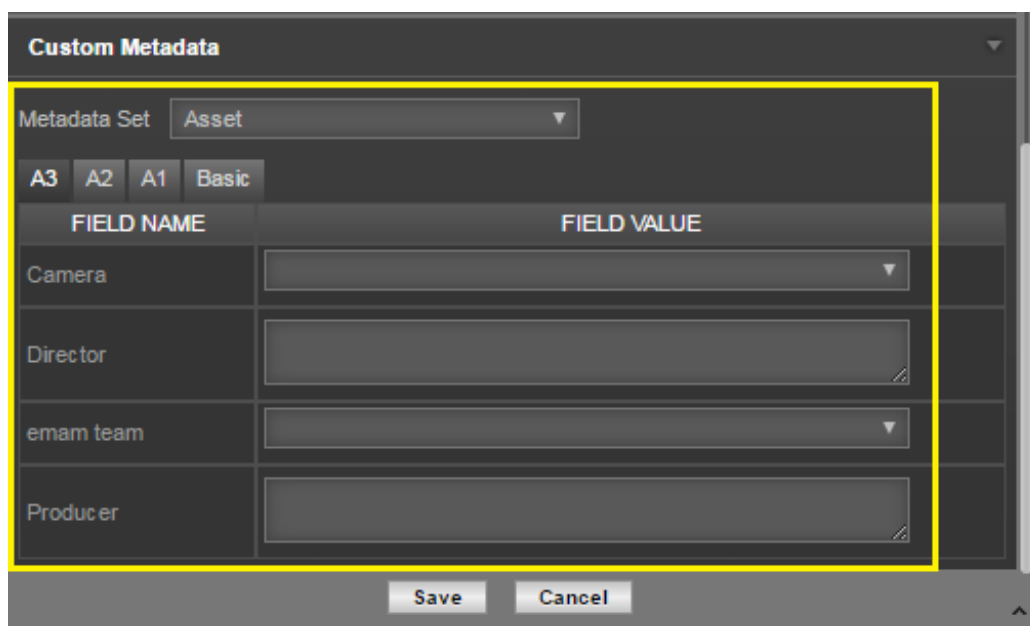 Custom Metadata
Metadata Set Asset
A3 A2 A1 Basic
FIELD NAME FIELD VALUE
Camera
Director
emam team
Producer
Save Cancel